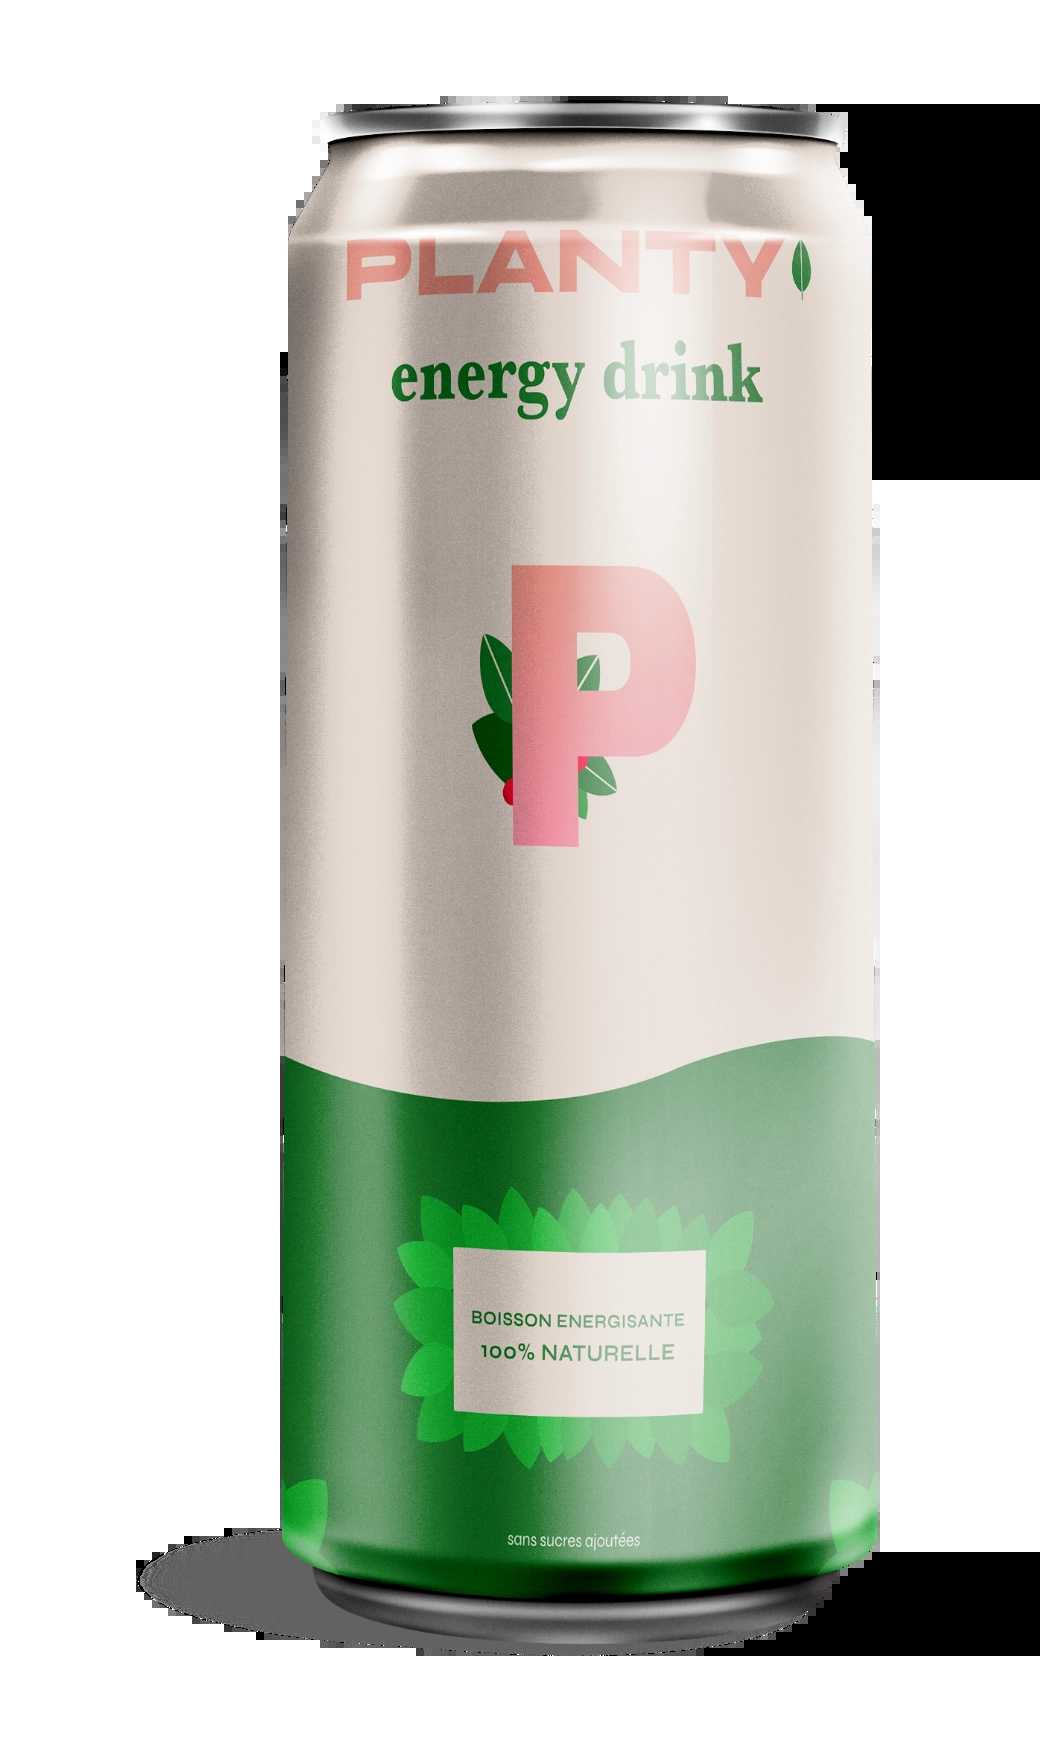 PLANTY
energy drink
P
BOISSON ENERGISANTE
100% NATURELLE
sans sucres ajoutées